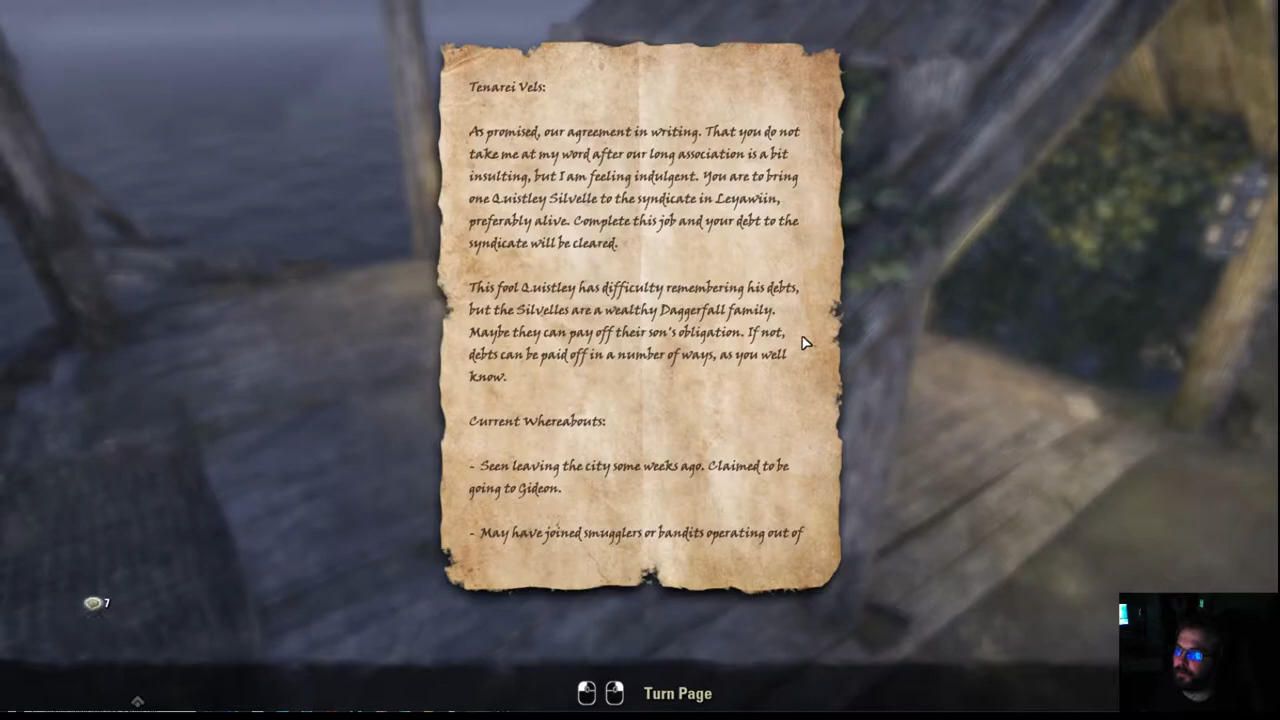 Tenarei Vels:
As promised, our agreement in writing. That you do not
take me at my word after our long association is a bit
insulting, but I am feeling indulgent. You are to bring
one Quistley Silvelle to the syndicate in Leyawiin,
preferably alive. Complete this job and your debt to the
syndicate will be cleared.
This fool Quistley has difficulty remembering his debts,
but the Silvelles are a wealthy Daggerfall family.
Maybe they can pay off their son's obligation. If not,
debts can be paid off in a number of ways, as you well
know.
Current Whereabouts:
- Seen leaving the city some weeks ago. Claimed to be
going to Gideon.
- May have joined smugglers or bandits operating out of
7
Turn Page